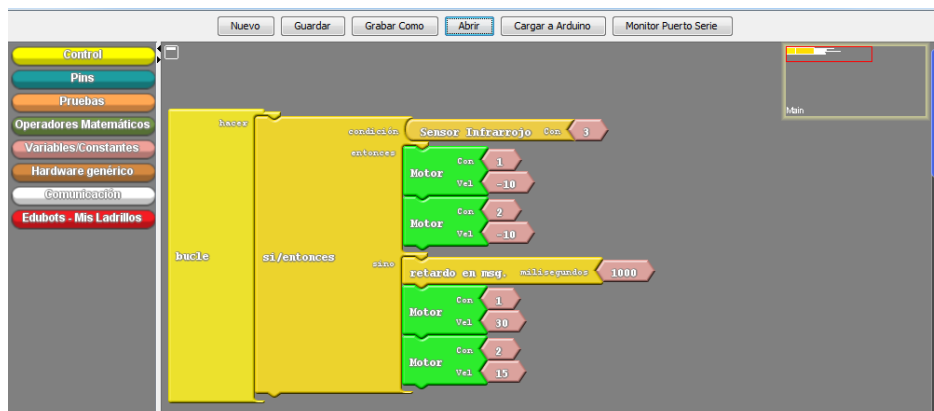 Nuevo Guardar Grabar Como Abrir Cargar a Arduino Monitor Puerto Serie
Control
Pins
Pruebas
Operadores Matemáticos
Variables/Constantes
Hardware genérico
Comunicación
Edubots - Mis Ladrillos
Main
bucle
hacer
si/entonces
condición
Sensor Infrarrojo Con 3
entonces
Motor
Con 1
Vel -10
Motor
Con 2
Vel -10
sino
retardo en msg. milisegundos 1000
Motor
Con 1
Vel 30
Motor
Con 2
Vel 15